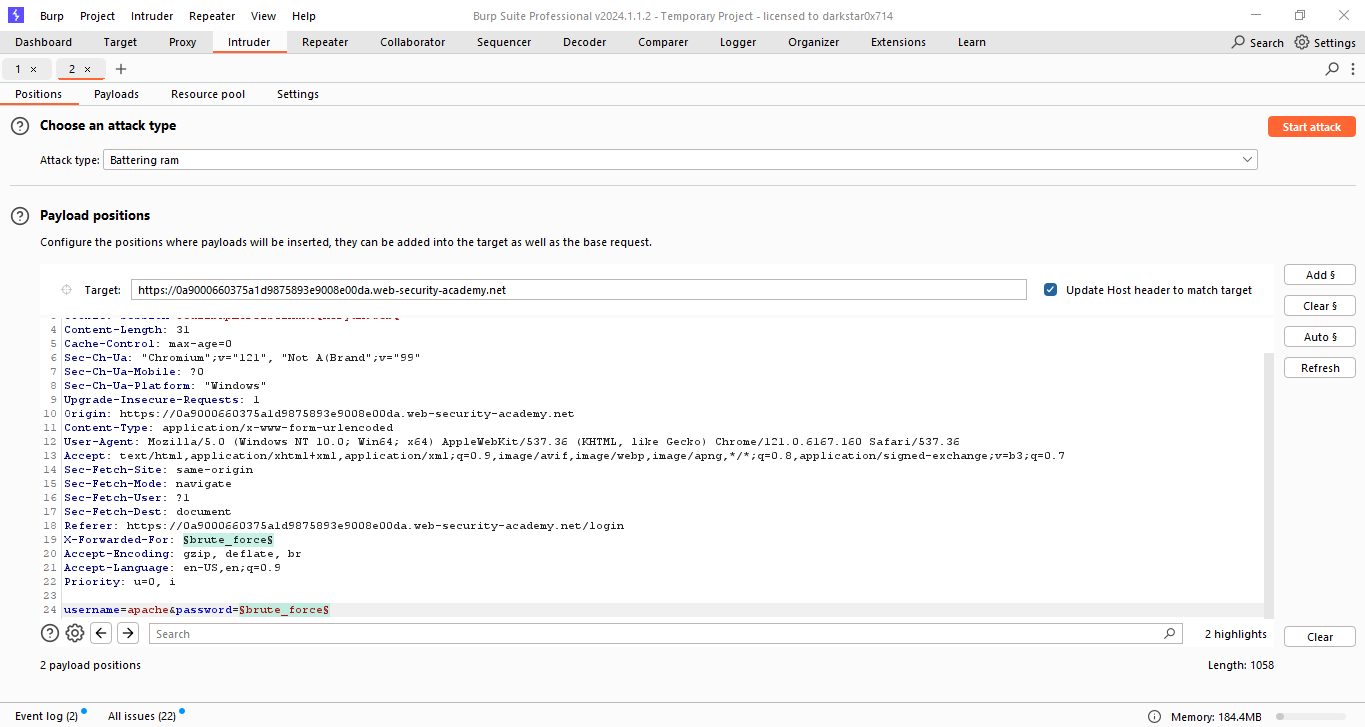 Burp Project Intruder Repeater View Help Burp Suite Professional v2024.1.1.2 - Temporary Project - licensed to darkstar0x714
Dashboard Target Proxy Intruder Repeater Collaborator Sequencer Decoder Comparer Logger Organizer Extensions Learn Search Settings
1 × 2 × +
Positions Payloads Resource pool Settings
Choose an attack type Start attack
Attack type: Battering ram
Payload positions
Configure the positions where payloads will be inserted, they can be added into the target as well as the base request.
Add §
Target: https://0a9000660375a1d9875893e9008e00da.web-security-academy.net Update Host header to match target
Clear §
4 Content-Length: 31
Auto §
5 Cache-Control: max-age=0
6 Sec-Ch-Ua: "Chromium";v="121", "Not A(Brand";v="99"
Refresh
7 Sec-Ch-Ua-Mobile: ?0
8 Sec-Ch-Ua-Platform: "Windows"
9 Upgrade-Insecure-Requests: 1
10 Origin: https://0a9000660375a1d9875893e9008e00da.web-security-academy.net
11 Content-Type: application/x-www-form-urlencoded
12 User-Agent: Mozilla/5.0 (Windows NT 10.0; Win64; x64) AppleWebKit/537.36 (KHTML, like Gecko) Chrome/121.0.6167.160 Safari/537.36
13 Accept: text/html,application/xhtml+xml,application/xml;q=0.9,image/avif,image/webp,image/apng,*/*;q=0.8,application/signed-exchange;v=b3;q=0.7
14 Sec-Fetch-Site: same-origin
15 Sec-Fetch-Mode: navigate
16 Sec-Fetch-User: ?1
17 Sec-Fetch-Dest: document
18 Referer: https://0a9000660375a1d9875893e9008e00da.web-security-academy.net/login
19 X-Forwarded-For: §brute_force§
20 Accept-Encoding: gzip, deflate, br
21 Accept-Language: en-US,en;q=0.9
22 Priority: u=0, i
23
24 username=apache&password=§brute_force§
Search 2 highlights Clear
2 payload positions Length: 1058
Event log (2) All issues (22) Memory: 184.4MB